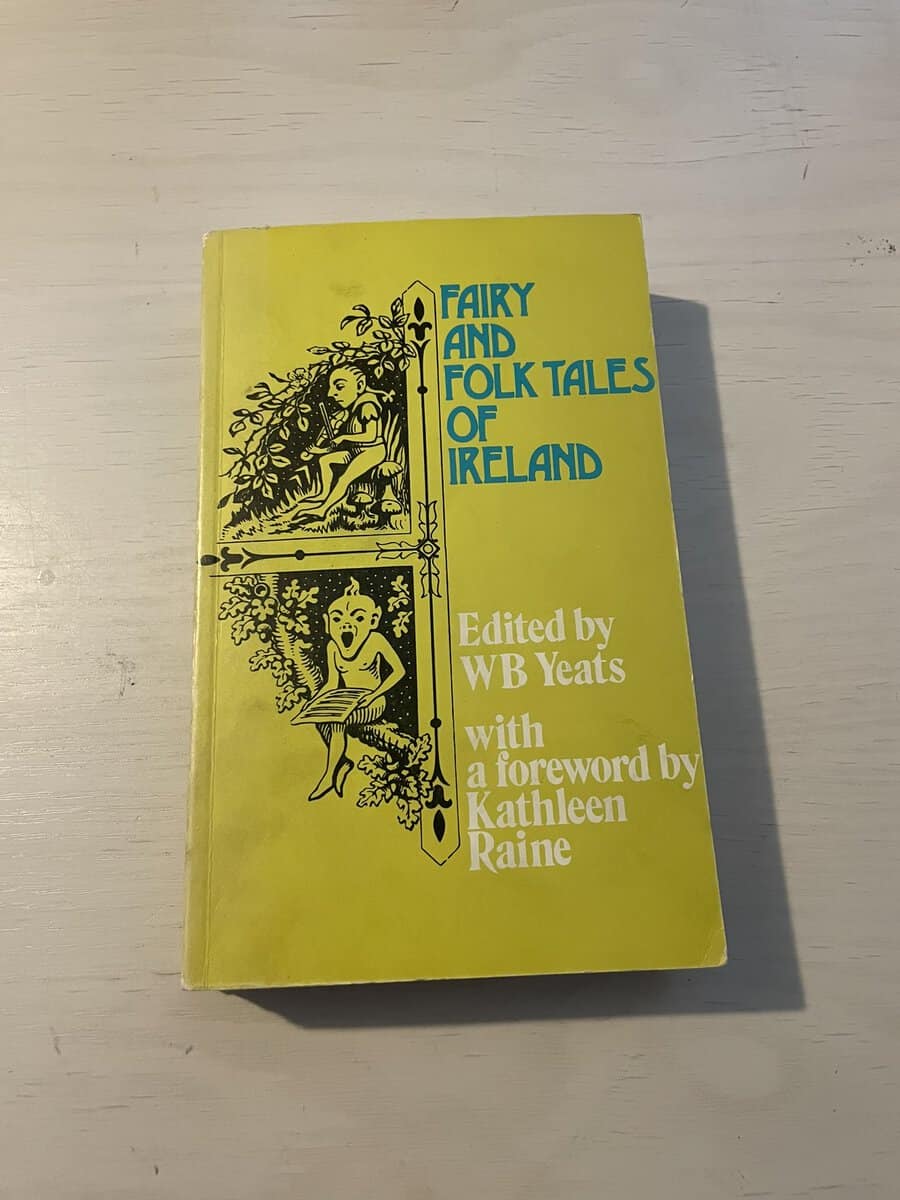 FAIRY
AND
FOLK TALES
OF
IRELAND
Edited by
WB Yeats
with
a foreword by
Kathleen
Raine